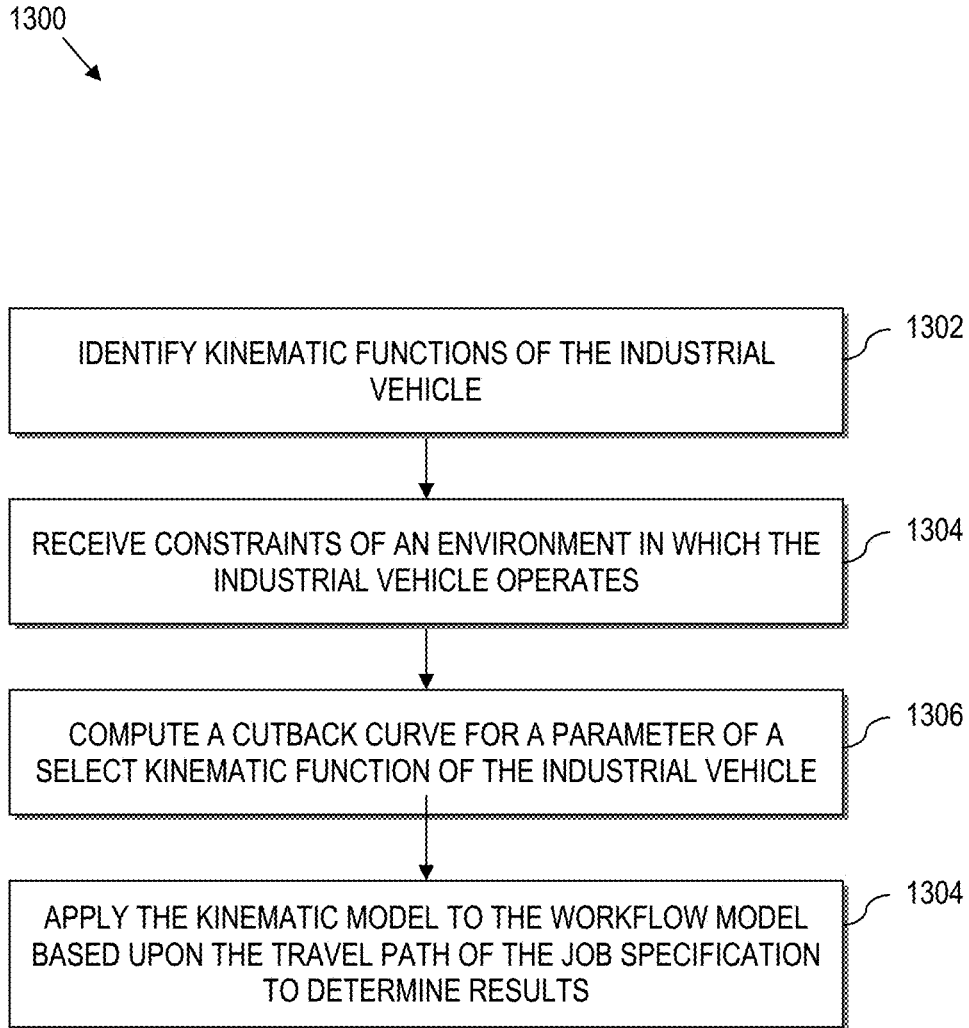 1300
IDENTIFY KINEMATIC FUNCTIONS OF THE INDUSTRIAL
VEHICLE
1302
RECEIVE CONSTRAINTS OF AN ENVIRONMENT IN WHICH THE
INDUSTRIAL VEHICLE OPERATES
1304
COMPUTE A CUTBACK CURVE FOR A PARAMETER OF A
SELECT KINEMATIC FUNCTION OF THE INDUSTRIAL VEHICLE
1306
APPLY THE KINEMATIC MODEL TO THE WORKFLOW MODEL
BASED UPON THE TRAVEL PATH OF THE JOB SPECIFICATION
TO DETERMINE RESULTS
1304